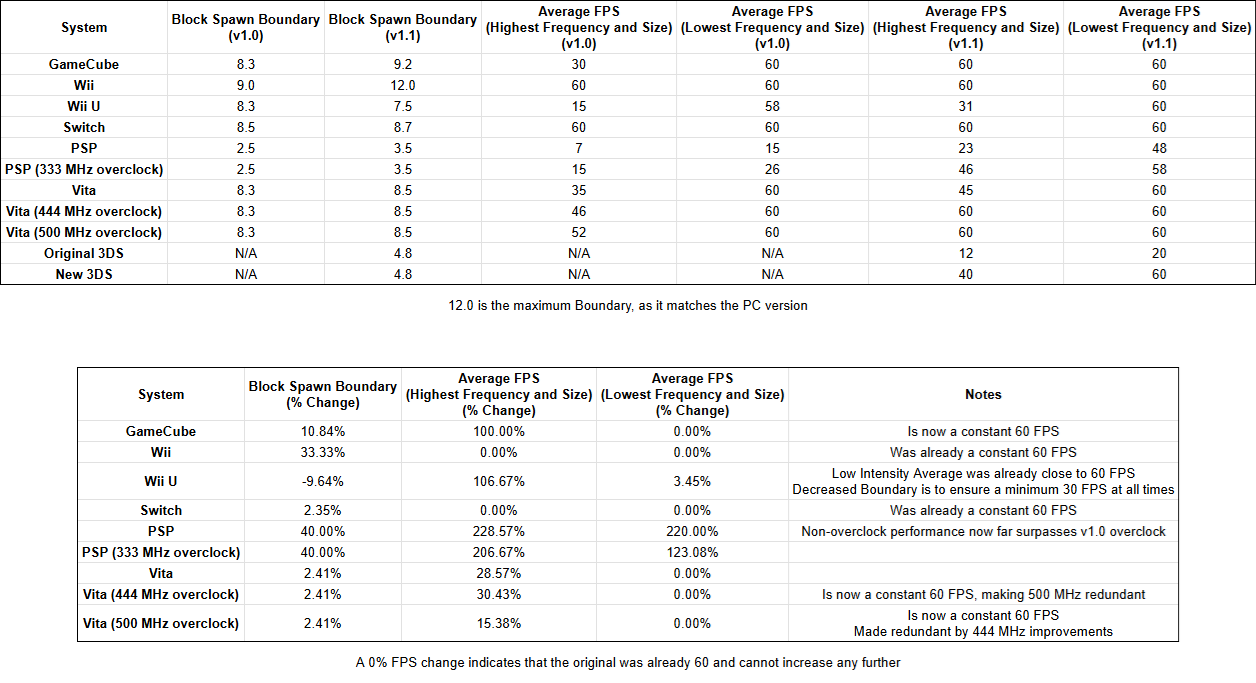 System Block Spawn Boundary (v1.0) Block Spawn Boundary (v1.1) Average FPS (Highest Frequency and Size) (v1.0) Average FPS (Lowest Frequency and Size) (v1.0) Average FPS (Highest Frequency and Size) (v1.1) Average FPS (Lowest Frequency and Size) (v1.1)
GameCube 8.3 9.2 30 60 60 60
Wii 9.0 12.0 60 60 60 60
Wii U 8.3 7.5 15 58 31 60
Switch 8.5 8.7 60 60 60 60
PSP 2.5 3.5 7 15 23 48
PSP (333 MHz overclock) 2.5 3.5 15 26 46 58
Vita 8.3 8.5 35 60 45 60
Vita (444 MHz overclock) 8.3 8.5 46 60 60 60
Vita (500 MHz overclock) 8.3 8.5 52 60 60 60
Original 3DS N/A 4.8 N/A N/A 12 20
New 3DS N/A 4.8 N/A N/A 40 60
12.0 is the maximum Boundary, as it matches the PC version
System Block Spawn Boundary (% Change) Average FPS (Highest Frequency and Size) (% Change) Average FPS (Lowest Frequency and Size) (% Change) Notes
GameCube 10.84% 100.00% 0.00% Is now a constant 60 FPS
Wii 33.33% 0.00% 0.00% Was already a constant 60 FPS
Wii U -9.64% 106.67% 3.45% Low Intensity Average was already close to 60 FPS
Decreased Boundary is to ensure a minimum 30 FPS at all times
Switch 2.35% 0.00% 0.00% Was already a constant 60 FPS
PSP 40.00% 228.57% 220.00% Non-overclock performance now far surpasses v1.0 overclock
PSP (333 MHz overclock) 40.00% 206.67% 123.08%
Vita 2.41% 28.57% 0.00%
Vita (444 MHz overclock) 2.41% 30.43% 0.00% Is now a constant 60 FPS, making 500 MHz redundant
Vita (500 MHz overclock) 2.41% 15.38% 0.00% Is now a constant 60 FPS
Made redundant by 444 MHz improvements
A 0% FPS change indicates that the original was already 60 and cannot increase any further